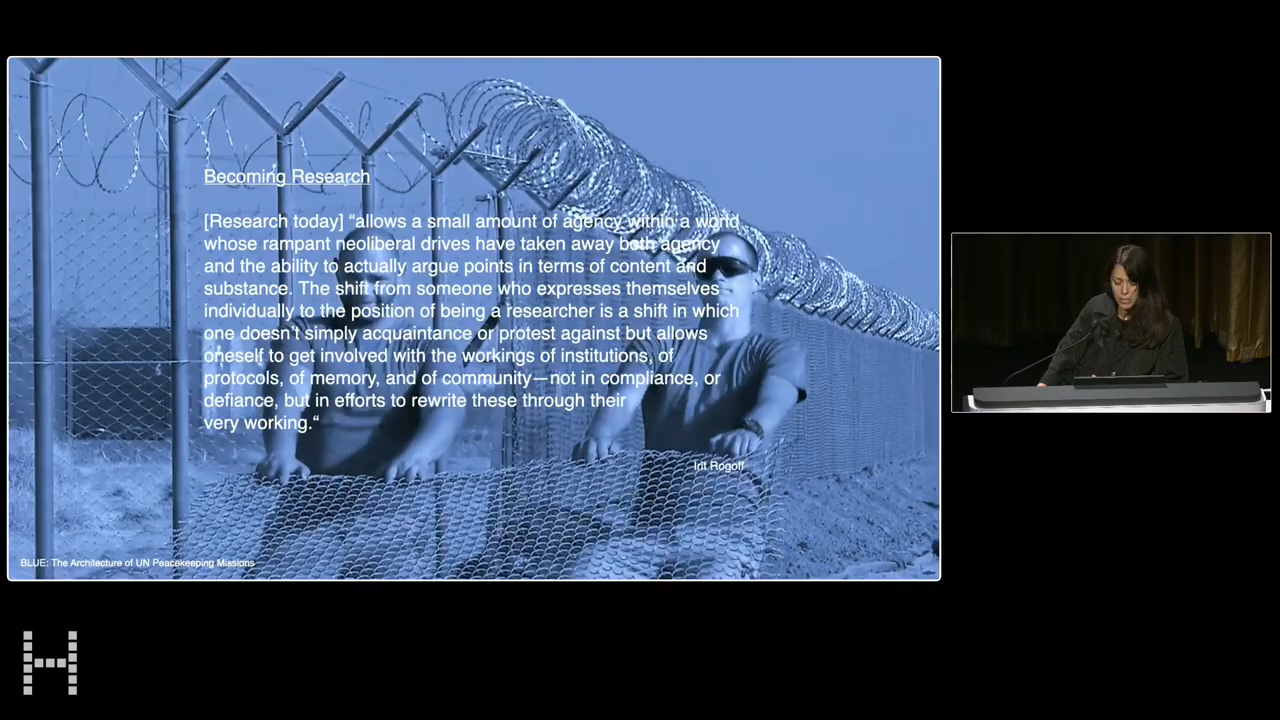 Becoming Research
[Research today] “allows a small amount of agency within a world
whose rampant neoliberal drives have taken away both agency
and the ability to actually argue points in terms of content and
substance. The shift from someone who expresses themselves
individually to the position of being a researcher is a shift in which
one doesn’t simply acquaintance or protest against but allows
oneself to get involved with the workings of institutions, of
protocols, of memory, and of community—not in compliance, or
defiance, but in efforts to rewrite these through their
very working.“
Irit Rogoff
BLUE: The Architecture of UN Peacekeeping Missions
H